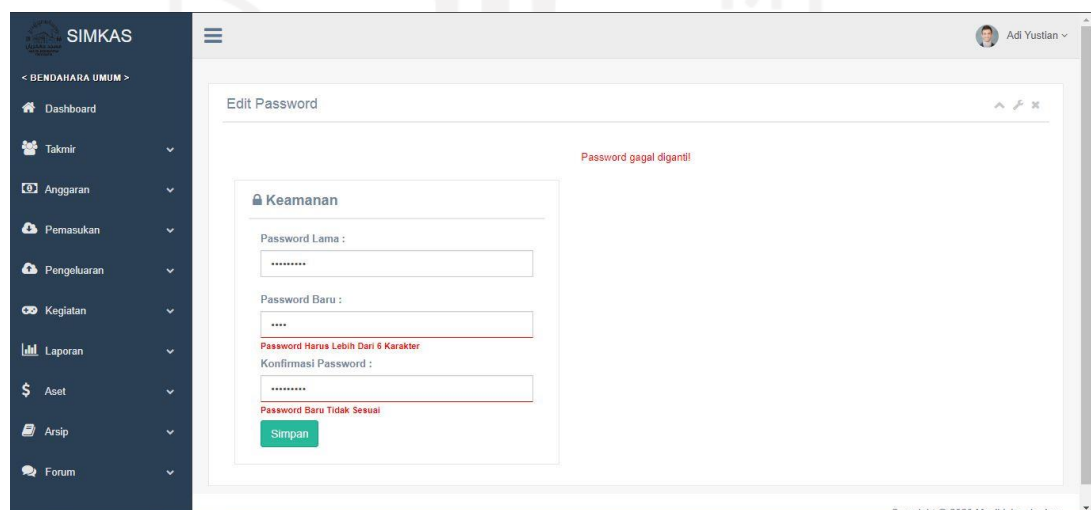 SIMKAS
Adi Yustian
< BENDAHARA UMUM >
Dashboard
Takmir
Anggaran
Pemasukan
Pengeluaran
Kegiatan
Laporan
Aset
Arsip
Forum
Edit Password
Password gagal diganti!
Keamanan
Password Lama :
•••••••••
Password Baru :
••••
Password Harus Lebih Dari 6 Karakter
Konfirmasi Password :
•••••••••
Password Baru Tidak Sesuai
Simpan